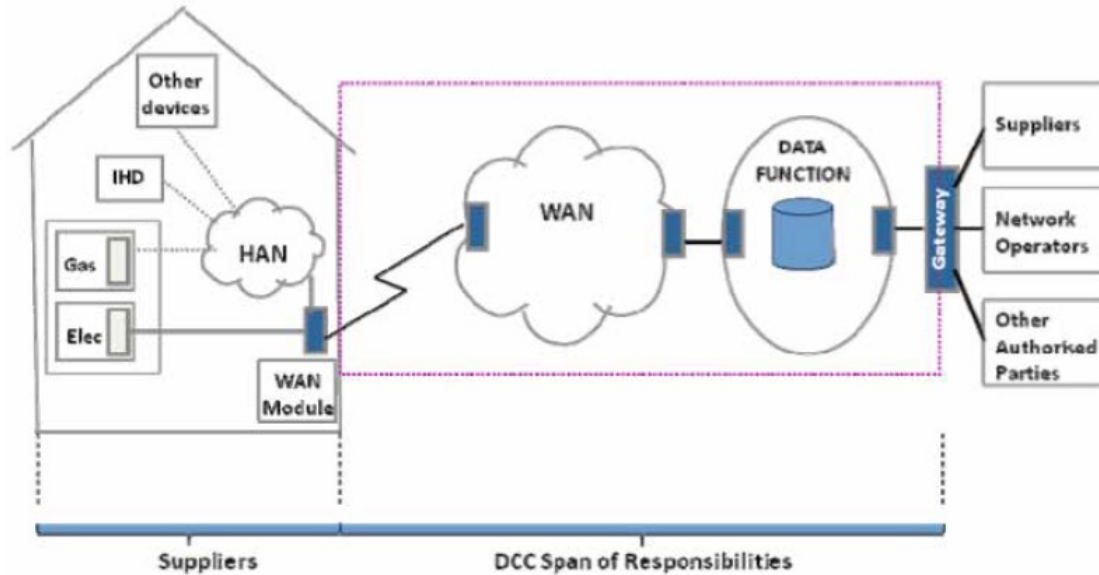 Other
devices
IHD
HAN
Gas
Elec
WAN
Module
WAN
DATA
FUNCTION
Gateway
Suppliers
Network
Operators
Other
Authorised
Parties
Suppliers
DCC Span of Responsibilities